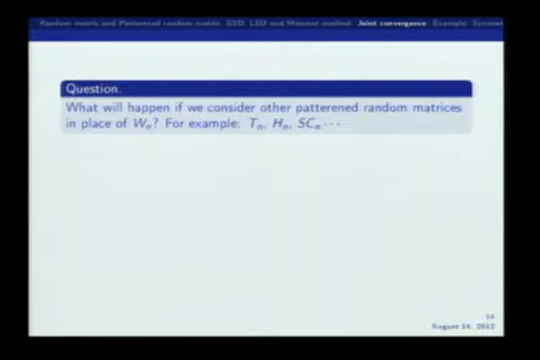 Random matrix and Patterned random matrix. ESD, LSD and Moment method. Joint convergence. Example: Symmet
Question.
What will happen if we consider other patterened random matrices
in place of Wₙ? For example: Tₙ, Hₙ, SCₙ ···
14
August 14, 2012